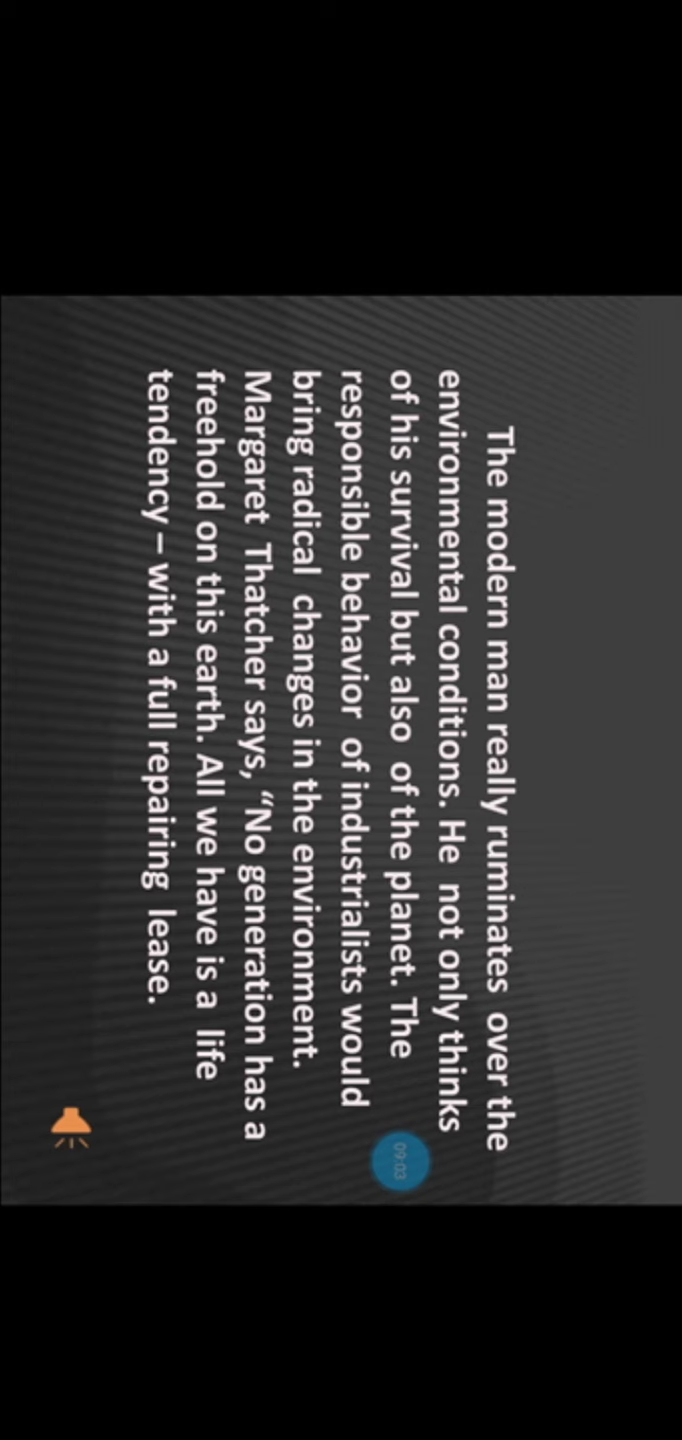 The modern man really ruminates over the
environmental conditions. He not only thinks
of his survival but also of the planet. The
responsible behavior of industrialists would
bring radical changes in the environment.
Margaret Thatcher says, “No generation has a
freehold on this earth. All we have is a life
tendency – with a full repairing lease.
09:03